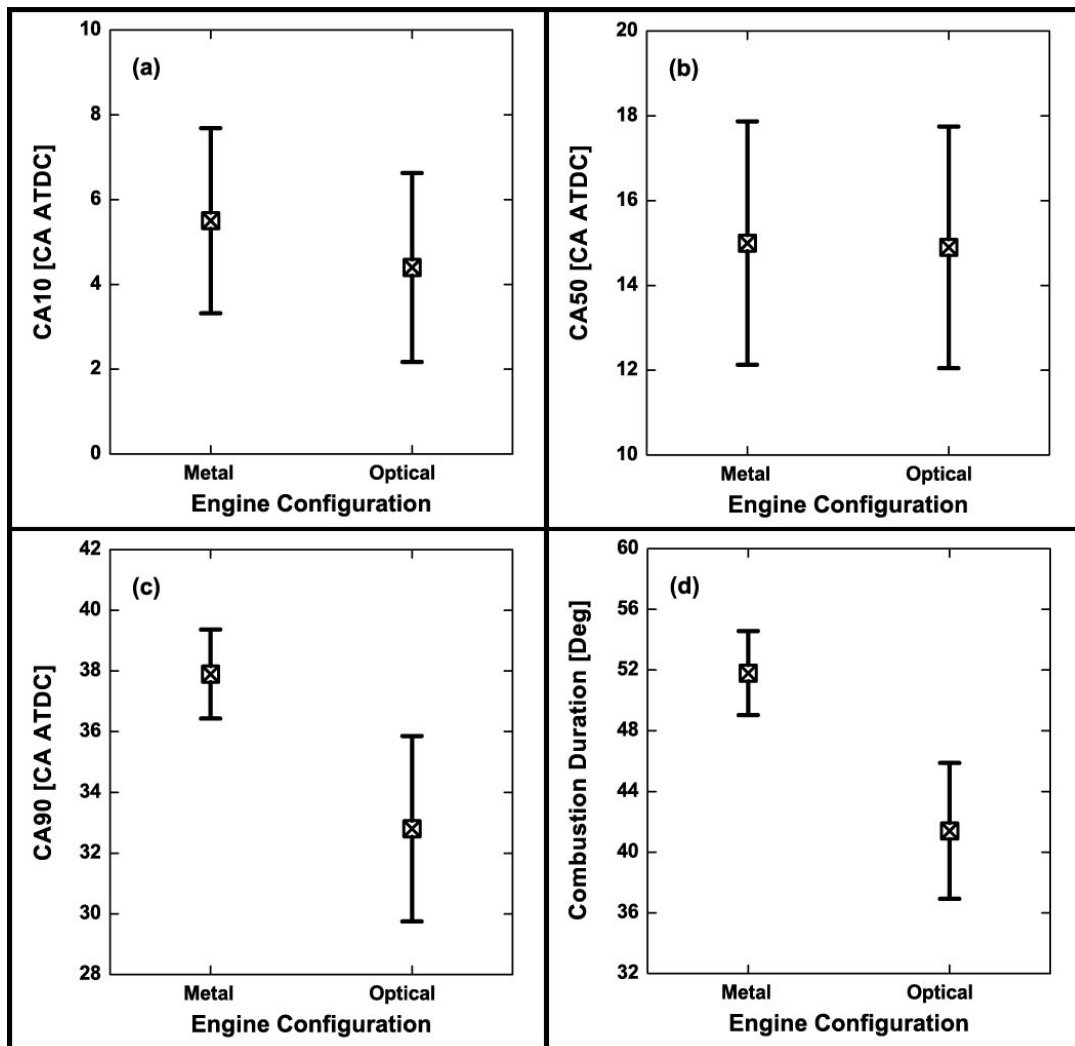 (a)
CA10 [CA ATDC]
10
8
6
4
2
0
Metal
Optical
Engine Configuration
(b)
CA50 [CA ATDC]
20
18
16
14
12
10
Metal
Optical
Engine Configuration
(c)
CA90 [CA ATDC]
42
40
38
36
34
32
30
28
Metal
Optical
Engine Configuration
(d)
Combustion Duration [Deg]
60
56
52
48
44
40
36
32
Metal
Optical
Engine Configuration